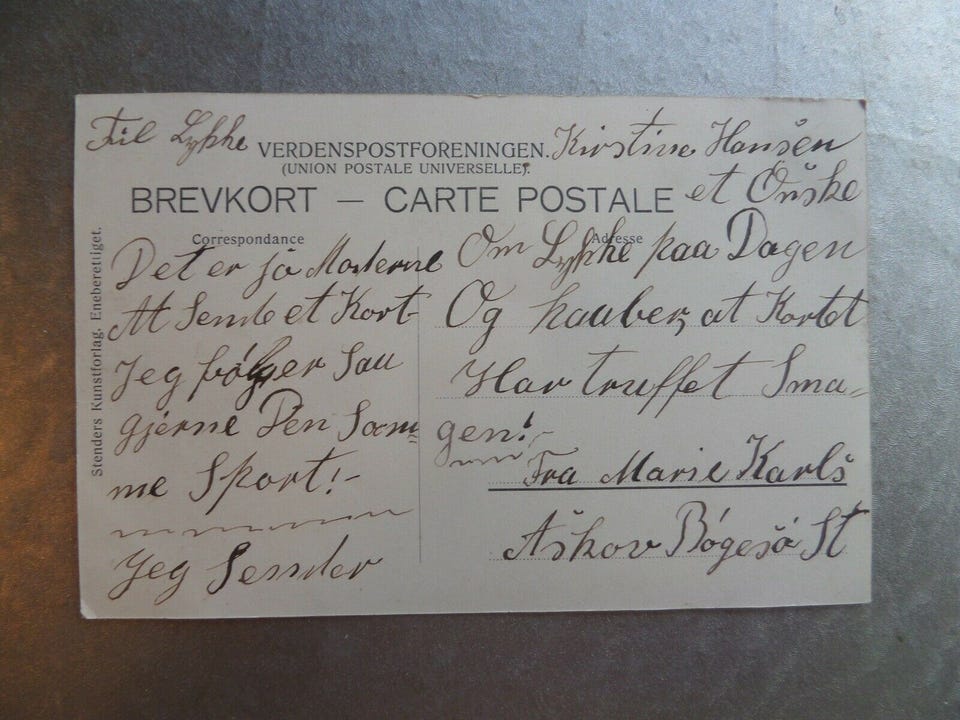 Til Lykke
VERDENSPOSTFORENINGEN.
(UNION POSTALE UNIVERSELLE).
BREVKORT — CARTE POSTALE
Stenders Kunstforlag, Eneberettiget.
Correspondance
Det er jo Moderne
At Sende et Kort
Jeg følger Saa
gjerne Den Sam
me Sport!-
Jeg Sender
Kirstine Hansen
et Önske
Adresse
Om Lykke paa Dagen
Og haaber, at Kortet
Har truffet Sma-
gen!-
Fra Marie Karls
Askov Bøgesø St